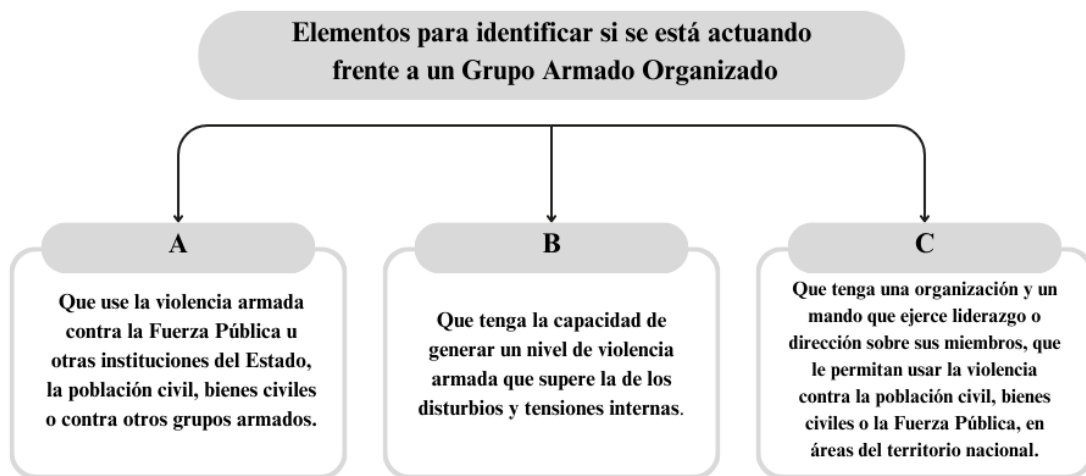 Elementos para identificar si se está actuando
frente a un Grupo Armado Organizado
A
Que use la violencia armada
contra la Fuerza Pública u
otras instituciones del Estado,
la población civil, bienes civiles
o contra otros grupos armados.
B
Que tenga la capacidad de
generar un nivel de violencia
armada que supere la de los
disturbios y tensiones internas.
C
Que tenga una organización y un
mando que ejerce liderazgo o
dirección sobre sus miembros, que
le permitan usar la violencia
contra la población civil, bienes
civiles o la Fuerza Pública, en
áreas del territorio nacional.